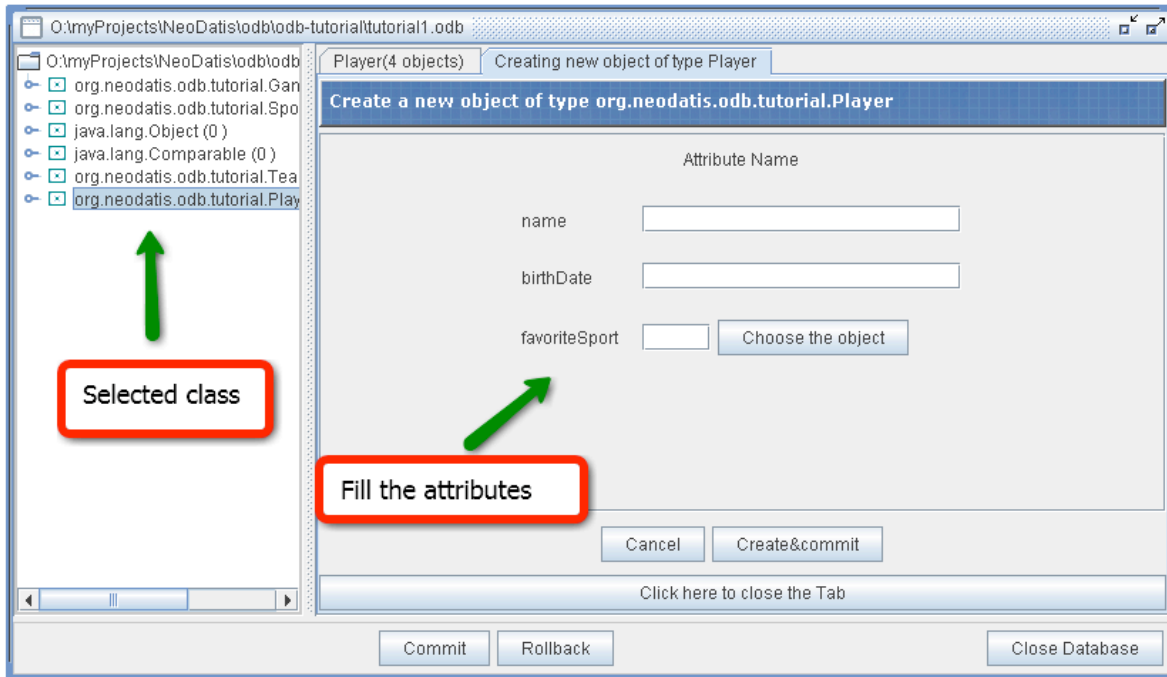 O:\myProjects\NeoDatis\odb\odb-tutorial\tutorial1.odb
O:\myProjects\NeoDatis\odb\odb
org.neodatis.odb.tutorial.Gan
org.neodatis.odb.tutorial.Spo
java.lang.Object (0 )
java.lang.Comparable (0 )
org.neodatis.odb.tutorial.Tea
org.neodatis.odb.tutorial.Play
Selected class
Player(4 objects)
Creating new object of type Player
Create a new object of type org.neodatis.odb.tutorial.Player
Attribute Name
name
birthDate
favoriteSport
Choose the object
Fill the attributes
Cancel
Create&commit
Click here to close the Tab
Commit
Rollback
Close Database